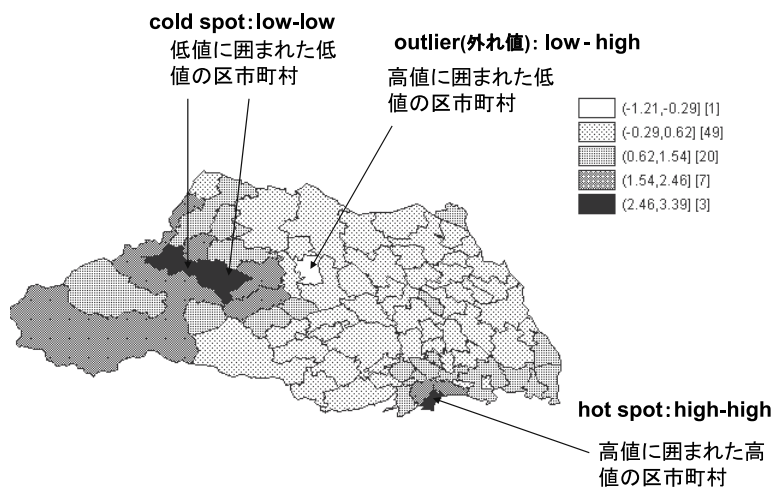 cold spot:low-low
低値に囲まれた低
値の区市町村
outlier(外れ値): low - high
高値に囲まれた低
値の区市町村
(-1.21,-0.29] [1]
(-0.29,0.62] [49]
(0.62,1.54] [20]
(1.54,2.46] [7]
(2.46,3.39] [3]
hot spot:high-high
高値に囲まれた高
値の区市町村